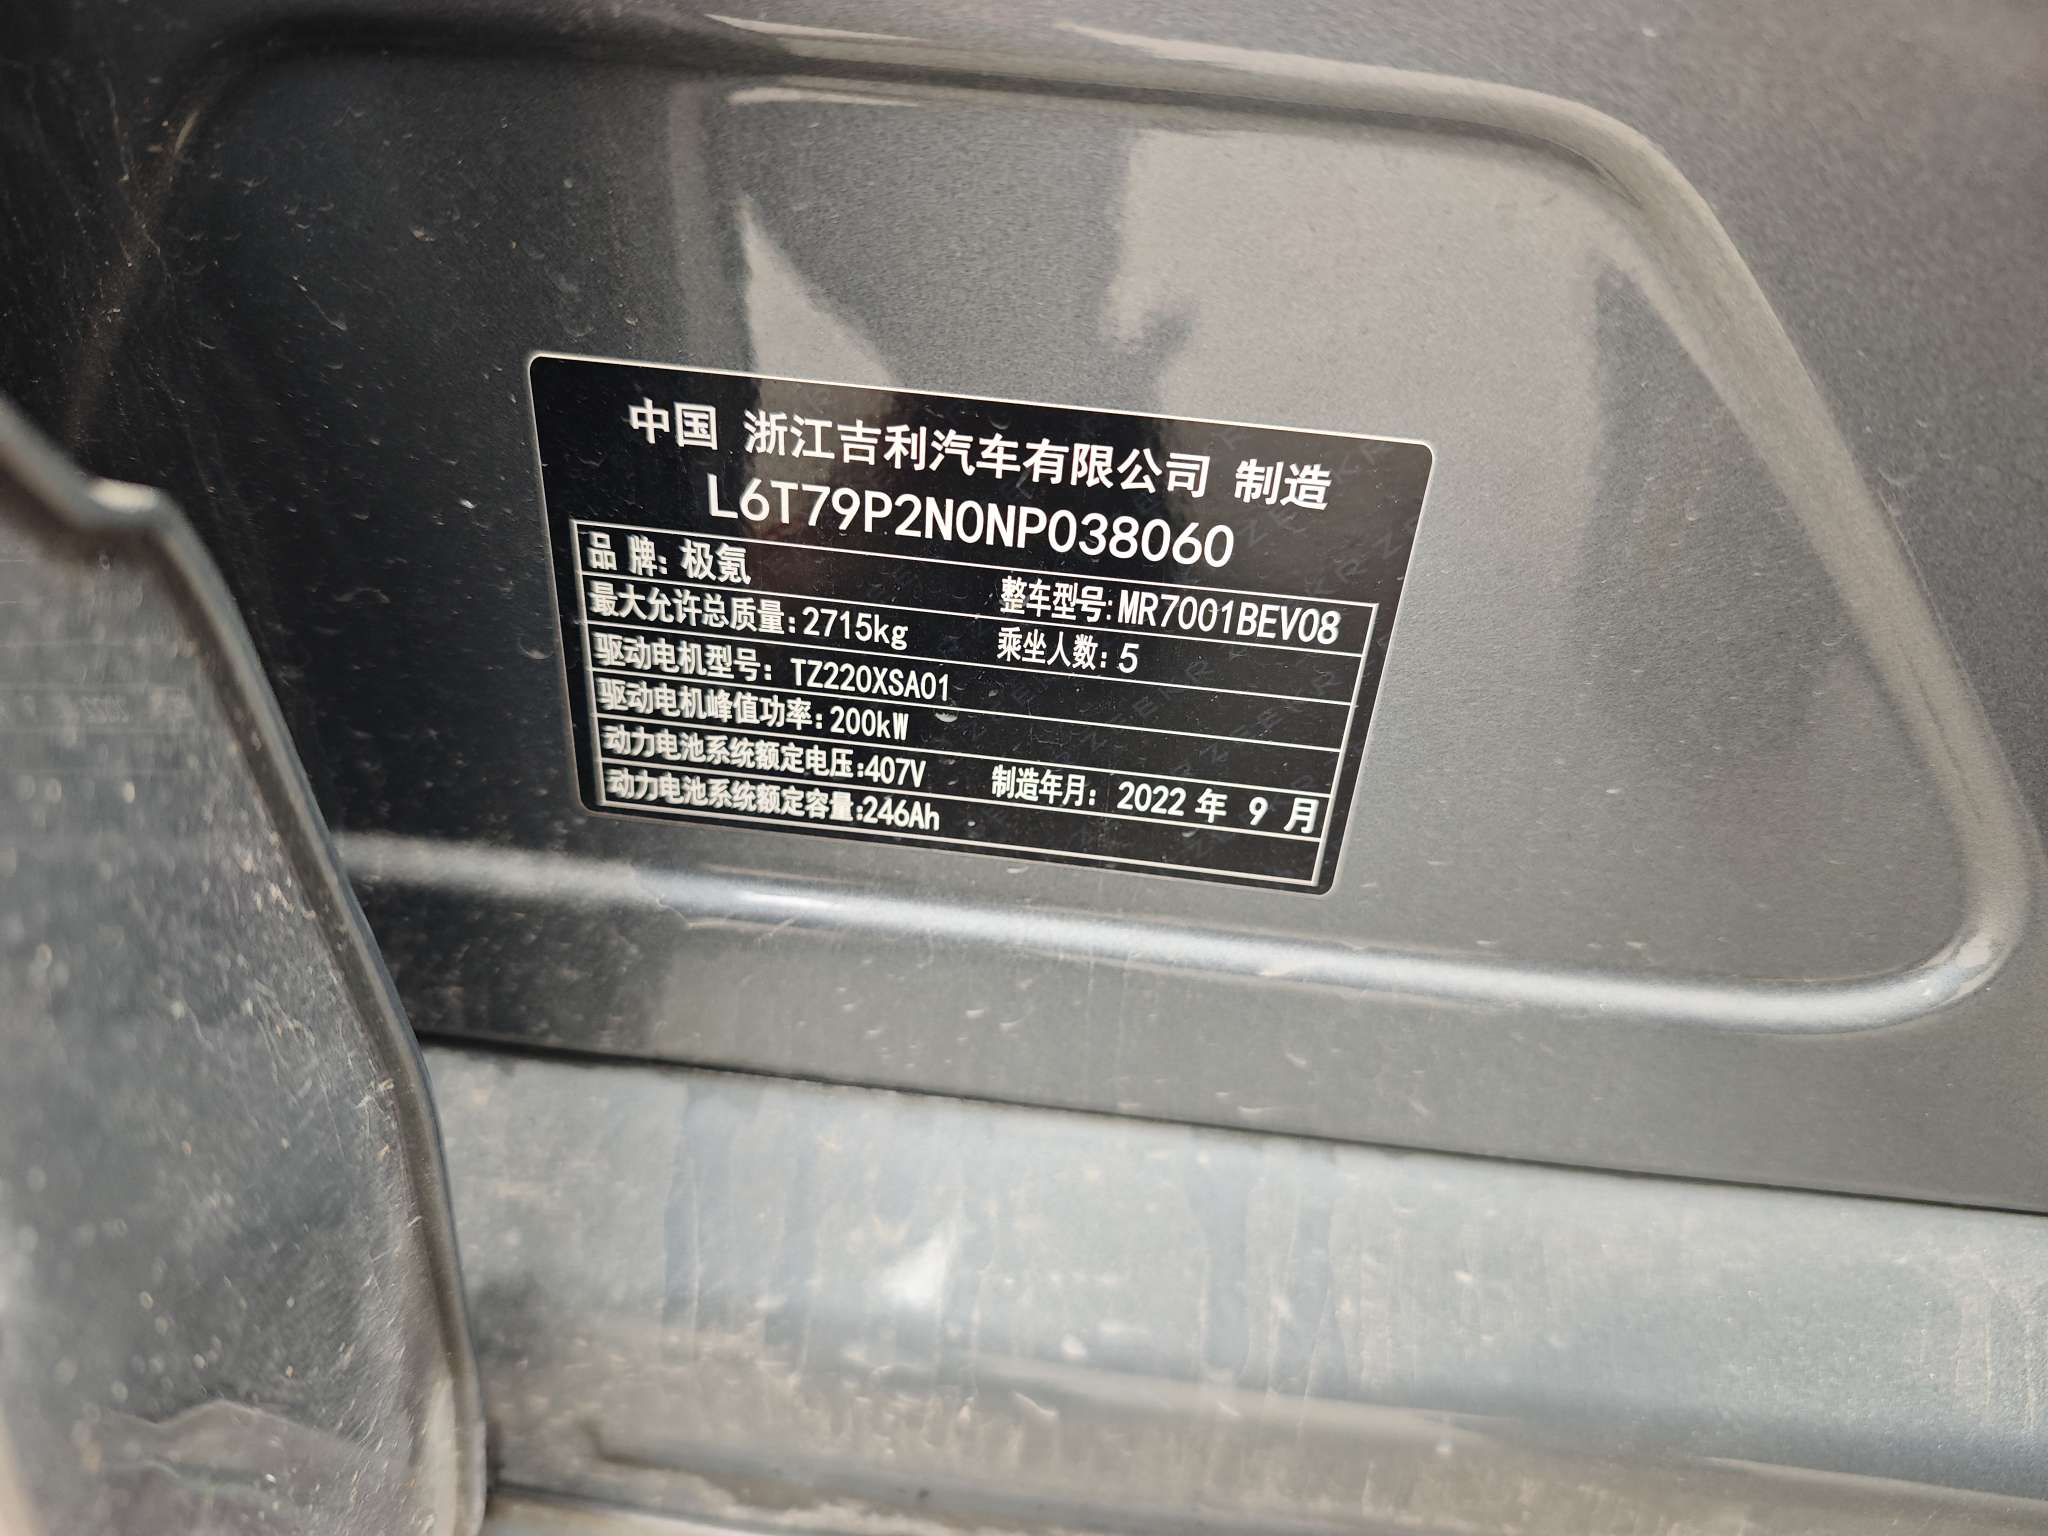 中国 浙江吉利汽车有限公司 制造
L6T79P2N0NP038060
品 牌: 极氪 整车型号: MR7001BEV08
最大允许总质量: 2715kg 乘坐人数: 5
驱动电机型号: TZ220XSA01
驱动电机峰值功率: 200kW
动力电池系统额定电压: 407V 制造年月: 2022 年 9 月
动力电池系统额定容量: 246Ah